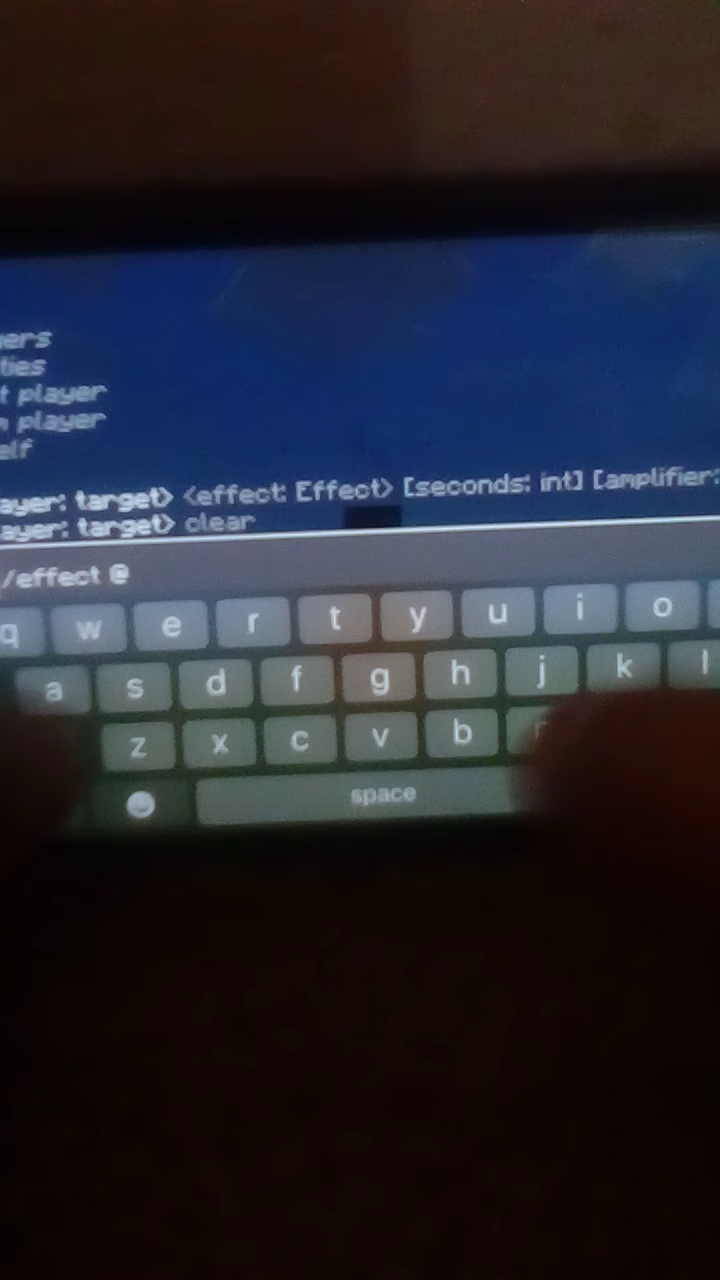 ers
ties
t player
player
elf
ayer: target> <effect: Effect> [seconds: int] [amplifier:
ayer: target> clear
/effect @
q w e r t y u i o
a s d f g h j k l
z x c v b
space